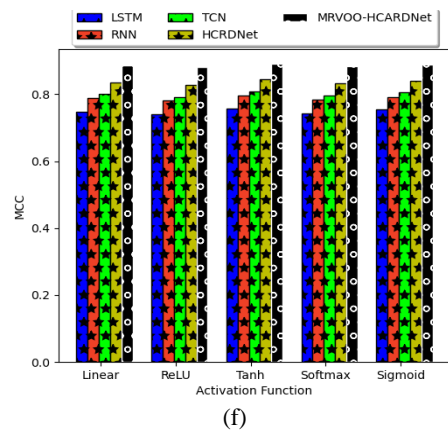 LSTM TCN MRVOO-HCARDNet
RNN HCRDNet
0.8
0.6
0.4
0.2
0.0
MCC
Linear ReLU Tanh Softmax Sigmoid
Activation Function
(f)